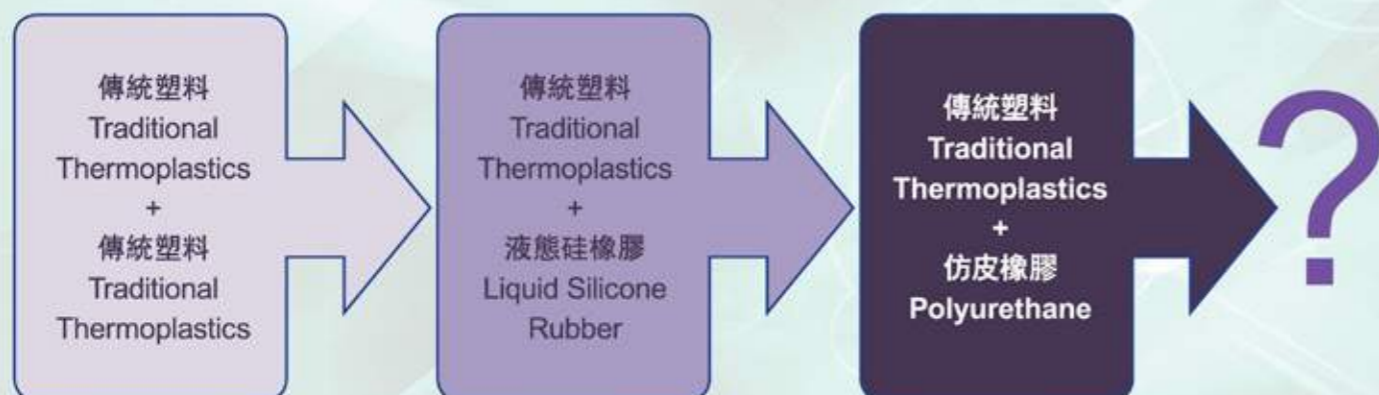 傳統塑料
Traditional
Thermoplastics
+
傳統塑料
Traditional
Thermoplastics
傳統塑料
Traditional
Thermoplastics
+
液態硅橡膠
Liquid Silicone
Rubber
傳統塑料
Traditional
Thermoplastics
+
仿皮橡膠
Polyurethane
?